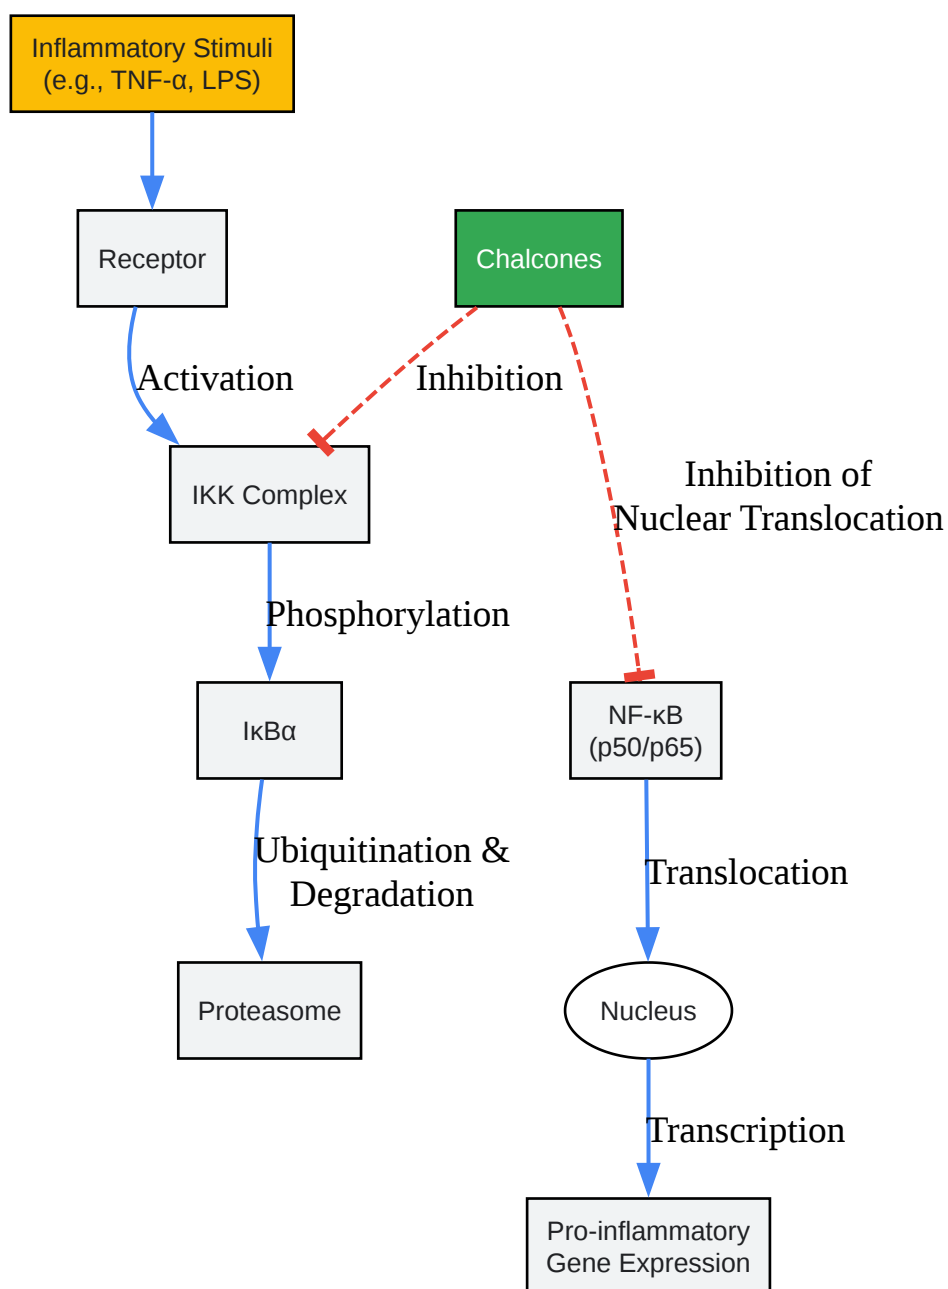 Inflammatory Stimuli
(e.g., TNF-α, LPS)
Receptor
Chalcones
Activation
Inhibition
IKK Complex
Inhibition of
Nuclear Translocation
Phosphorylation
IκBα
NF-κB
(p50/p65)
Ubiquitination &
Degradation
Translocation
Proteasome
Nucleus
Transcription
Pro-inflammatory
Gene Expression